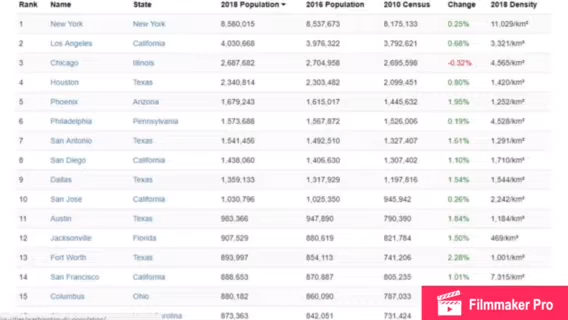 Rank Name State 2018 Population 2016 Population 2010 Census Change 2018 Density
1 New York New York 8,580,015 8,537,673 8,175,133 0.25% 11,029/km²
2 Los Angeles California 4,030,668 3,976,322 3,792,621 0.68% 3,321/km²
3 Chicago Illinois 2,687,682 2,704,958 2,695,598 -0.32% 4,565/km²
4 Houston Texas 2,340,814 2,303,482 2,099,451 0.80% 1,420/km²
5 Phoenix Arizona 1,679,243 1,615,017 1,445,632 1.95% 1,252/km²
6 Philadelphia Pennsylvania 1,573,688 1,567,872 1,526,006 0.19% 4,528/km²
7 San Antonio Texas 1,541,456 1,492,510 1,327,407 1.61% 1,291/km²
8 San Diego California 1,438,060 1,406,630 1,307,402 1.10% 1,710/km²
9 Dallas Texas 1,359,133 1,317,929 1,197,816 1.54% 1,544/km²
10 San Jose California 1,030,796 1,025,350 945,942 0.26% 2,242/km²
11 Austin Texas 983,366 947,890 790,390 1.84% 1,184/km²
12 Jacksonville Florida 907,529 880,619 821,784 1.50% 469/km²
13 Fort Worth Texas 893,997 854,113 741,206 2.28% 1,001/km²
14 San Francisco California 888,653 870,887 805,235 1.01% 7,315/km²
15 Columbus Ohio 880,182 860,090 787,033
Carolina 873,363 842,051 731,424
Filmmaker Pro